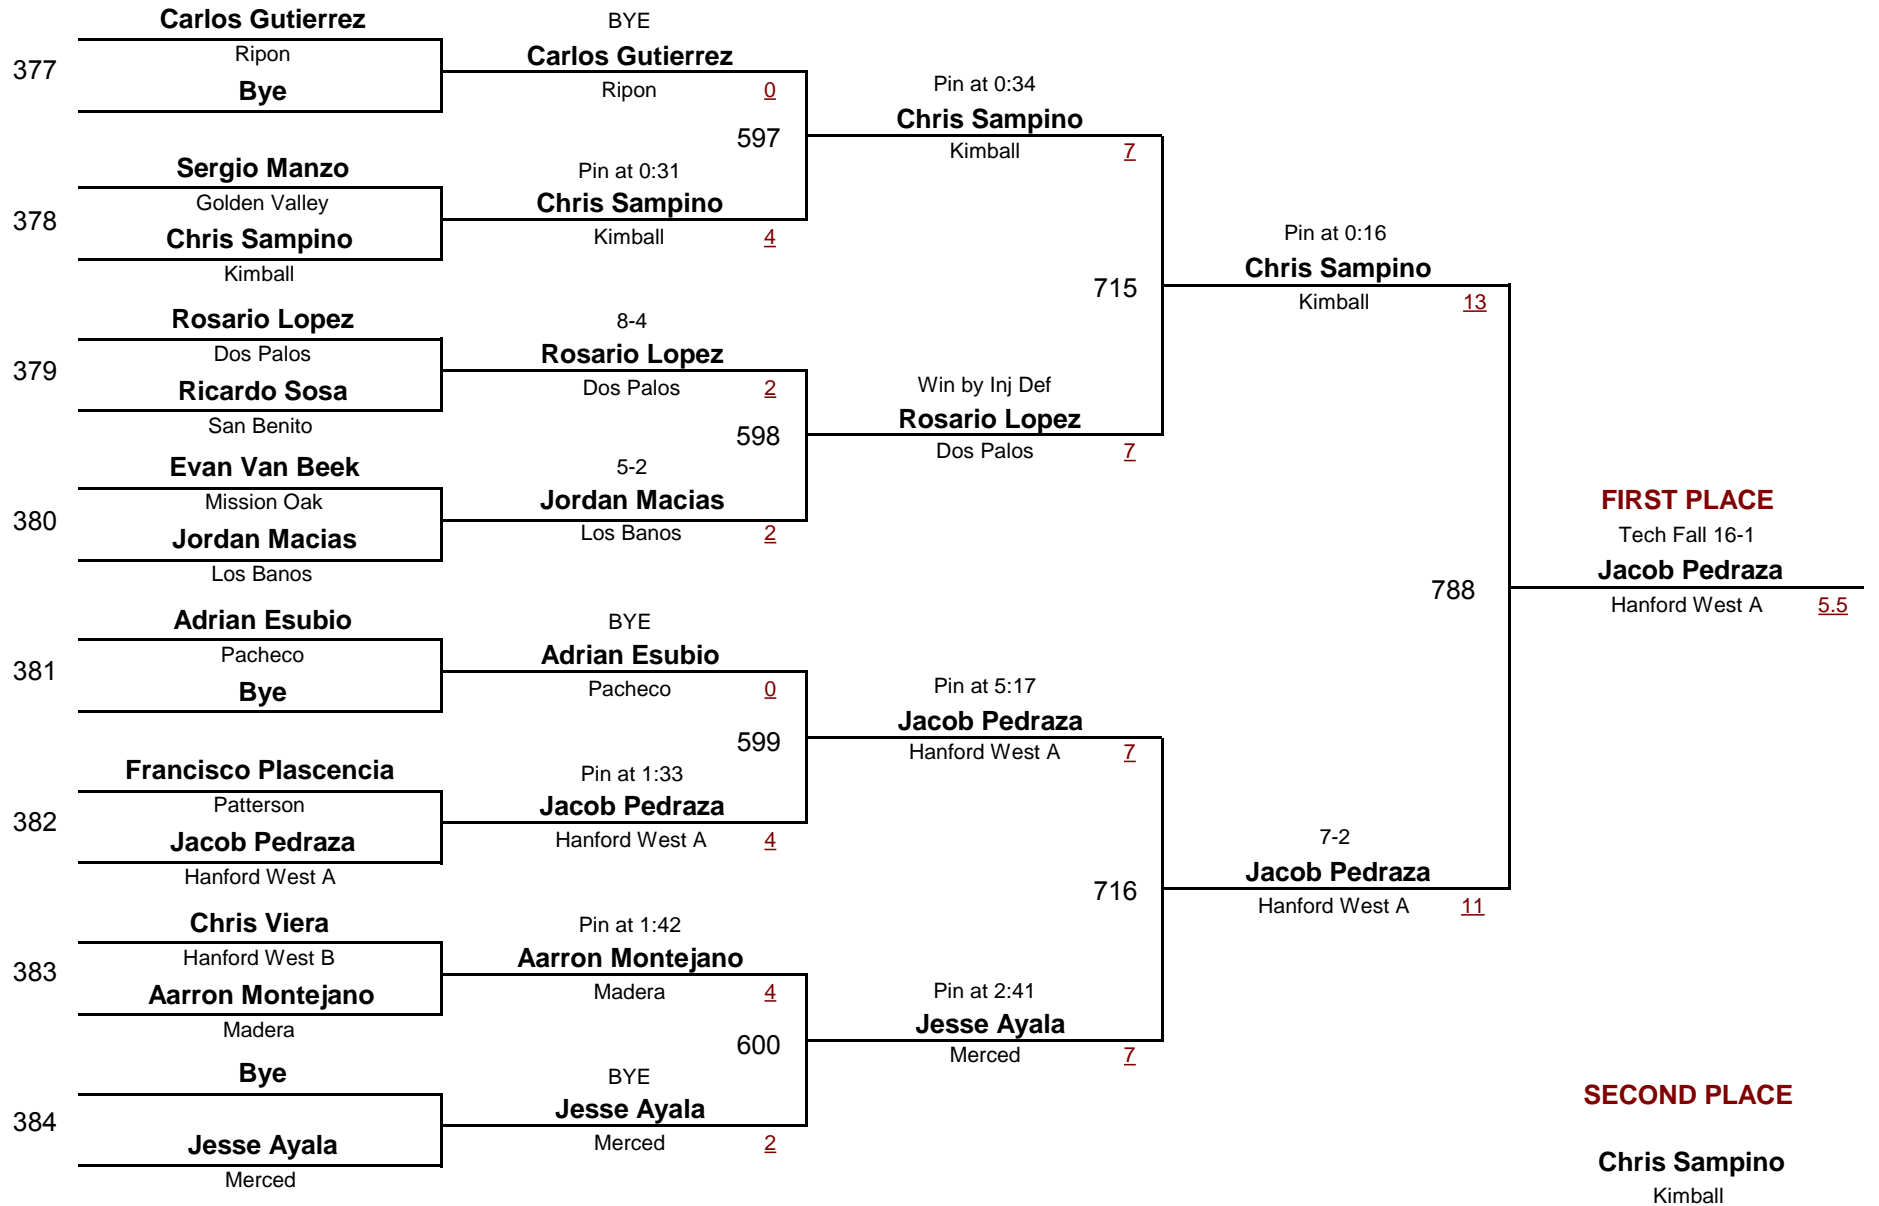 Carlos Gutierrez
Ripon
377
Bye
Sergio Manzo
Golden Valley
378
Chris Sampino
Kimball
Rosario Lopez
Dos Palos
379
Ricardo Sosa
San Benito
Evan Van Beek
Mission Oak
380
Jordan Macias
Los Banos
Adrian Esubio
Pacheco
381
Bye
Francisco Plascencia
Patterson
382
Jacob Pedraza
Hanford West A
Chris Viera
Hanford West B
383
Aarron Montejano
Madera
Bye
384
Jesse Ayala
Merced
BYE
Carlos Gutierrez
Ripon 0
597
Pin at 0:31
Chris Sampino
Kimball 4
8-4
Rosario Lopez
Dos Palos 2
598
5-2
Jordan Macias
Los Banos 2
BYE
Adrian Esubio
Pacheco 0
599
Pin at 1:33
Jacob Pedraza
Hanford West A 4
Pin at 1:42
Aarron Montejano
Madera 4
600
BYE
Jesse Ayala
Merced 2
Pin at 0:34
Chris Sampino
Kimball 7
715
Win by Inj Def
Rosario Lopez
Dos Palos 7
Pin at 5:17
Jacob Pedraza
Hanford West A 7
716
Pin at 2:41
Jesse Ayala
Merced 7
Pin at 0:16
Chris Sampino
Kimball 13
788
7-2
Jacob Pedraza
Hanford West A 11
FIRST PLACE
Tech Fall 16-1
Jacob Pedraza
Hanford West A 5.5
SECOND PLACE
Chris Sampino
Kimball